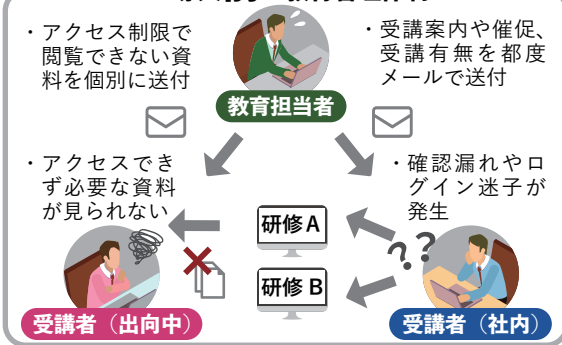 ・アクセス制限で
閲覧できない資
料を個別に送付
・受講案内や催促、
受講有無を都度
メールで送付
教育担当者
・アクセスでき
ず必要な資料
が見られない
・確認漏れやロ
グイン迷子が
発生
研修A
研修B
??
受講者（出向中）
受講者（社内）